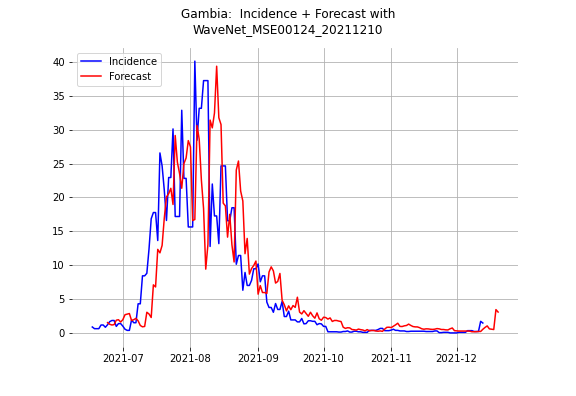 Gambia:  Incidence + Forecast with
WaveNet_MSE00124_20211210
Incidence
Forecast
40
35
30
25
20
15
10
5
0
2021-07 2021-08 2021-09 2021-10 2021-11 2021-12